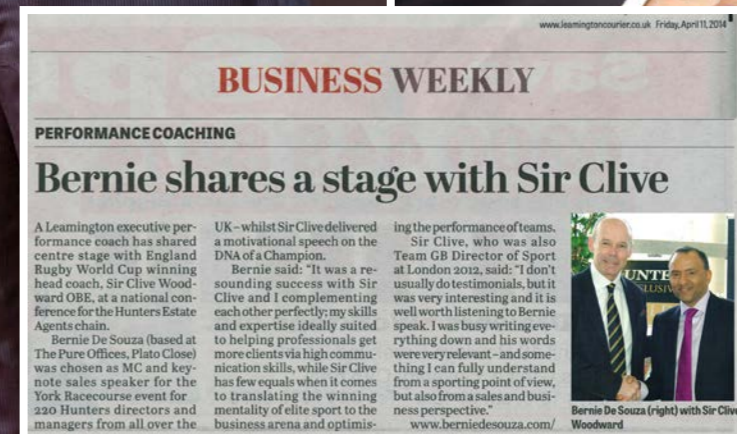 www.leamingtoncourier.co.uk Friday, April 11, 2014
BUSINESS WEEKLY
PERFORMANCE COACHING
Bernie shares a stage with Sir Clive
A Leamington executive per-
formance coach has shared
centre stage with England
Rugby World Cup winning
head coach, Sir Clive Wood-
ward OBE, at a national con-
ference for the Hunters Estate
Agents chain.
Bernie De Souza (based at
The Pure Offices, Plato Close)
was chosen as MC and key-
note sales speaker for the
York Racecourse event for
220 Hunters directors and
managers from all over the
UK – whilst Sir Clive delivered
a motivational speech on the
DNA of a Champion.
Bernie said: "It was a re-
sounding success with Sir
Clive and I complementing
each other perfectly; my skills
and expertise ideally suited
to helping professionals get
more clients via high commu-
nication skills, while Sir Clive
has few equals when it comes
to translating the winning
mentality of elite sport to the
business arena and optimis-
ing the performance of teams.
Sir Clive, who was also
Team GB Director of Sport
at London 2012, said: "I don't
usually do testimonials, but it
was very interesting and it is
well worth listening to Bernie
speak. I was busy writing eve-
rything down and his words
were very relevant – and some-
thing I can fully understand
from a sporting point of view,
but also from a sales and busi-
ness perspective."
www.berniedesouza.com/
UNTE
CLUSIV
Bernie De Souza (right) with Sir Clive
Woodward